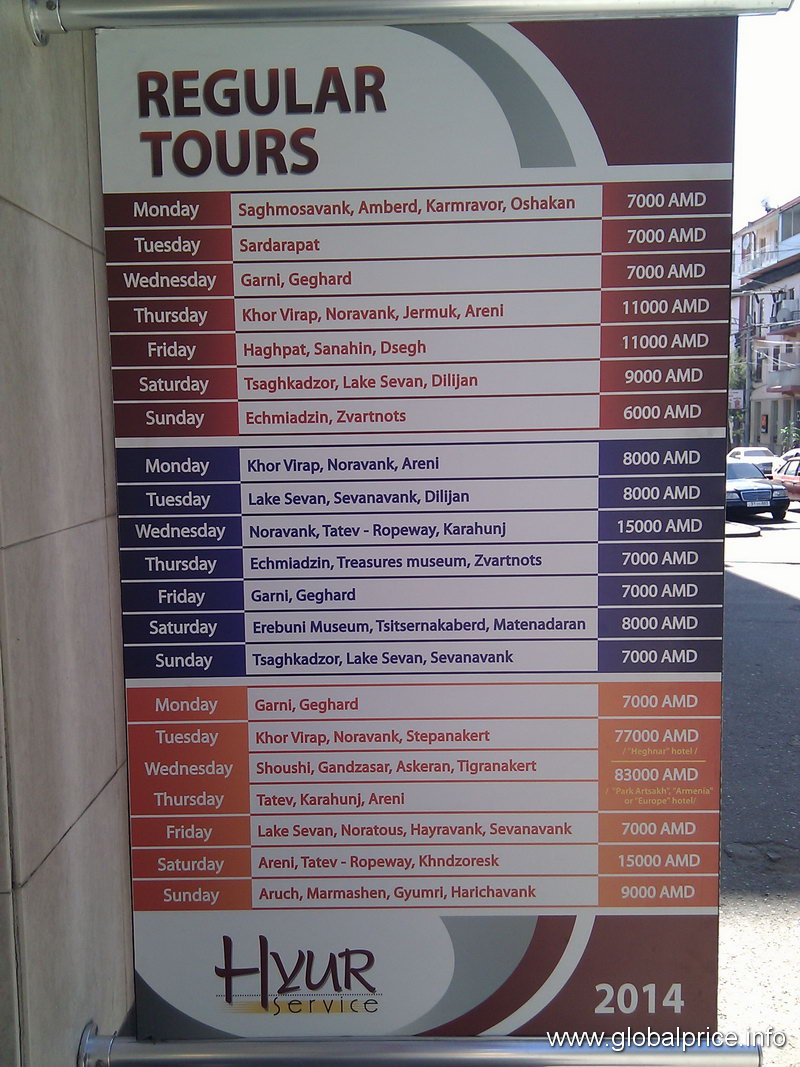 REGULAR
TOURS
Monday Saghmosavank, Amberd, Karmravor, Oshakan 7000 AMD
Tuesday Sardarapat 7000 AMD
Wednesday Garni, Geghard 7000 AMD
Thursday Khor Virap, Noravank, Jermuk, Areni 11000 AMD
Friday Haghpat, Sanahin, Dsegh 11000 AMD
Saturday Tsaghkadzor, Lake Sevan, Dilijan 9000 AMD
Sunday Echmiadzin, Zvartnots 6000 AMD
Monday Khor Virap, Noravank, Areni 8000 AMD
Tuesday Lake Sevan, Sevanavank, Dilijan 8000 AMD
Wednesday Noravank, Tatev - Ropeway, Karahunj 15000 AMD
Thursday Echmiadzin, Treasures museum, Zvartnots 7000 AMD
Friday Garni, Geghard 7000 AMD
Saturday Erebuni Museum, Tsitsernakaberd, Matenadaran 8000 AMD
Sunday Tsaghkadzor, Lake Sevan, Sevanavank 7000 AMD
Monday Garni, Geghard 7000 AMD
Tuesday Khor Virap, Noravank, Stepanakert 77000 AMD
/ "Heghnar" hotel /
Wednesday Shoushi, Gandzasar, Askeran, Tigranakert 83000 AMD
/ "Park Artsakh", "Armenia"
or "Europe" hotel/
Thursday Tatev, Karahunj, Areni
Friday Lake Sevan, Noratous, Hayravank, Sevanavank 7000 AMD
Saturday Areni, Tatev - Ropeway, Khndzoresk 15000 AMD
Sunday Aruch, Marmashen, Gyumri, Harichavank 9000 AMD
Hyur
service
2014
www.globalprice.info